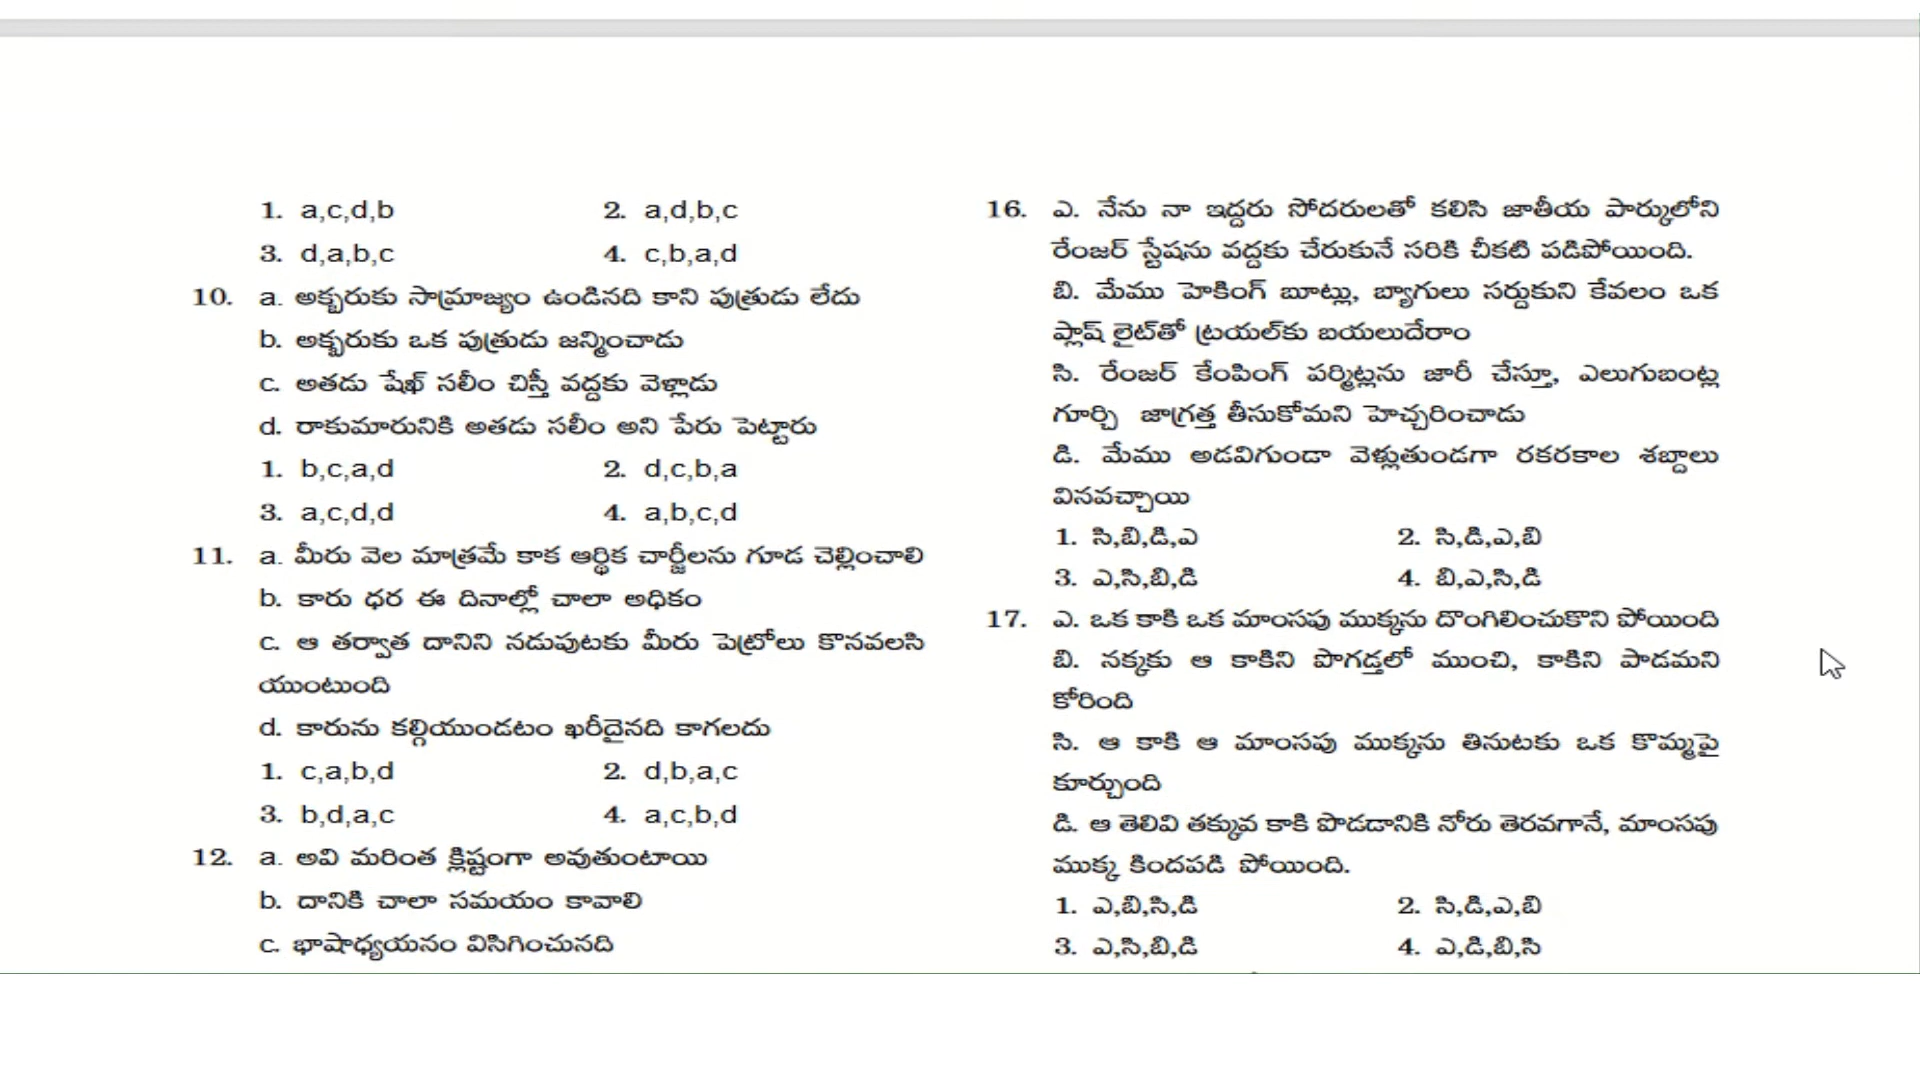 1. a,c,d,b 2. a,d,b,c
3. d,a,b,c 4. c,b,a,d
10. a. అక్బరుకు సామ్రాజ్యం ఉండినది కాని పుత్రుడు లేదు
b. అక్బరుకు ఒక పుత్రుడు జన్మించాడు
c. అతడు షేఖ్ సలీం చిస్తీ వద్దకు వెళ్లాడు
d. రాకుమారునికి అతడు సలీం అని పేరు పెట్టారు
1. b,c,a,d 2. d,c,b,a
3. a,c,d,d 4. a,b,c,d
11. a. మీరు వెల మాత్రమే కాక ఆర్థిక చార్జీలను గూడ చెల్లించాలి
b. కారు ధర ఈ దినాల్లో చాలా అధికం
c. ఆ తర్వాత దానిని నడుపుటకు మీరు పెట్రోలు కొనవలసి
యుంటుంది
d. కారును కల్గియుండటం ఖరీదైనది కాగలదు
1. c,a,b,d 2. d,b,a,c
3. b,d,a,c 4. a,c,b,d
12. a. అవి మరింత క్లిష్టంగా అవుతుంటాయి
b. దానికి చాలా సమయం కావాలి
c. భాషాధ్యయనం విసిగించునది
16. ఎ. నేను నా ఇద్దరు సోదరులతో కలిసి జాతీయ పార్కులోని
రేంజర్ స్టేషను వద్దకు చేరుకునే సరికి చీకటి పడిపోయింది.
బి. మేము హెకింగ్ బూట్లు, బ్యాగులు సర్దుకుని కేవలం ఒక
ప్లాష్ లైట్‌తో ట్రయల్‌కు బయలుదేరాం
సి. రేంజర్ కేంపింగ్ పర్మిట్లను జారీ చేస్తూ, ఎలుగుబంట్ల
గూర్చి జాగ్రత్త తీసుకోమని హెచ్చరించాడు
డి. మేము అడవిగుండా వెళ్లుతుండగా రకరకాల శబ్దాలు
వినవచ్చాయి
1. సి,బి,డి,ఎ 2. సి,డి,ఎ,బి
3. ఎ,సి,బి,డి 4. బి,ఎ,సి,డి
17. ఎ. ఒక కాకి ఒక మాంసపు ముక్కను దొంగిలించుకొని పోయింది
బి. నక్కకు ఆ కాకిని పొగడ్తలో ముంచి, కాకిని పాడమని
కోరింది
సి. ఆ కాకి ఆ మాంసపు ముక్కను తినుటకు ఒక కొమ్మపై
కూర్చుంది
డి. ఆ తెలివి తక్కువ కాకి పొడడానికి నోరు తెరవగానే, మాంసపు
ముక్క కిందపడి పోయింది.
1. ఎ,బి,సి,డి 2. సి,డి,ఎ,బి
3. ఎ,సి,బి,డి 4. ఎ,డి,బి,సి